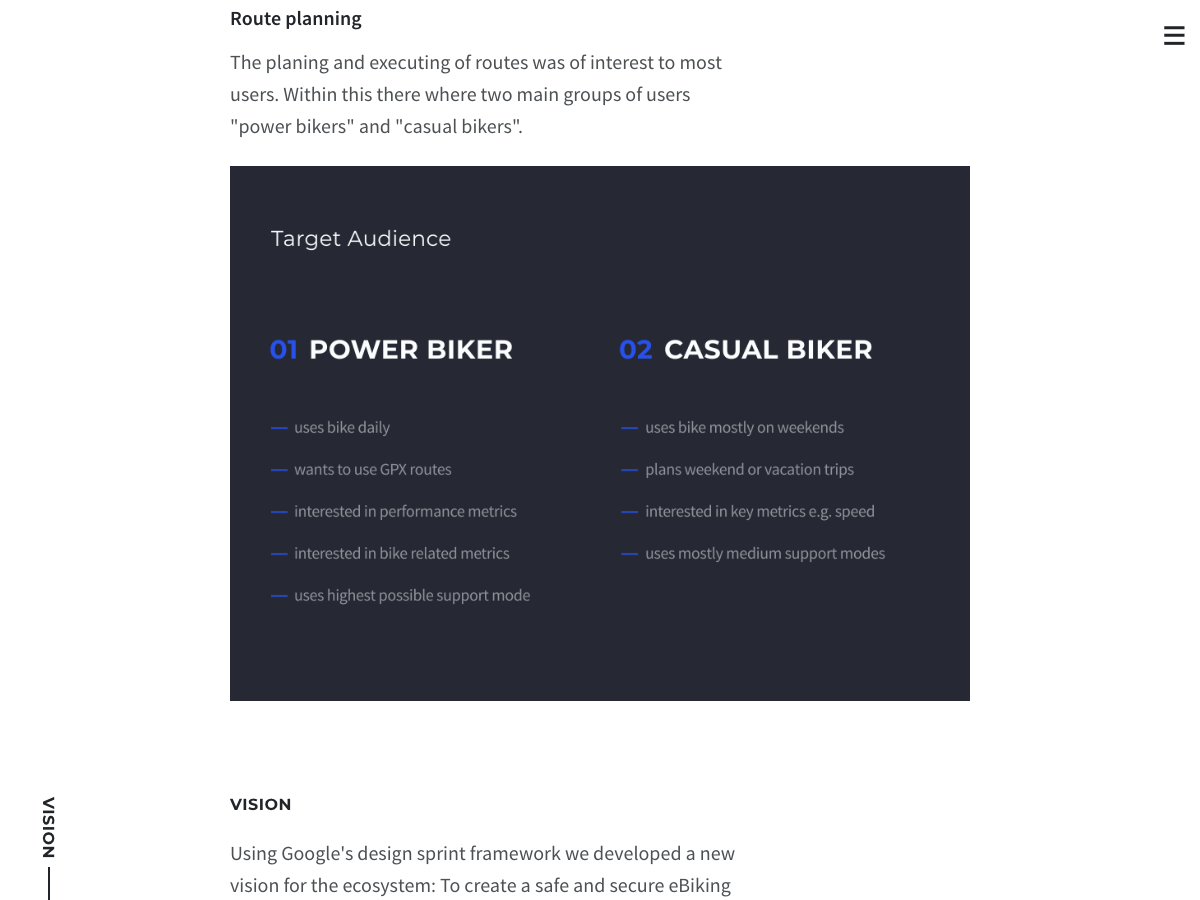 Route planning
The planing and executing of routes was of interest to most
users. Within this there where two main groups of users
"power bikers" and "casual bikers".
Target Audience
01 POWER BIKER
uses bike daily
wants to use GPX routes
interested in performance metrics
interested in bike related metrics
uses highest possible support mode
02 CASUAL BIKER
uses bike mostly on weekends
plans weekend or vacation trips
interested in key metrics e.g. speed
uses mostly medium support modes
VISION
VISION
Using Google's design sprint framework we developed a new
vision for the ecosystem: To create a safe and secure eBiking